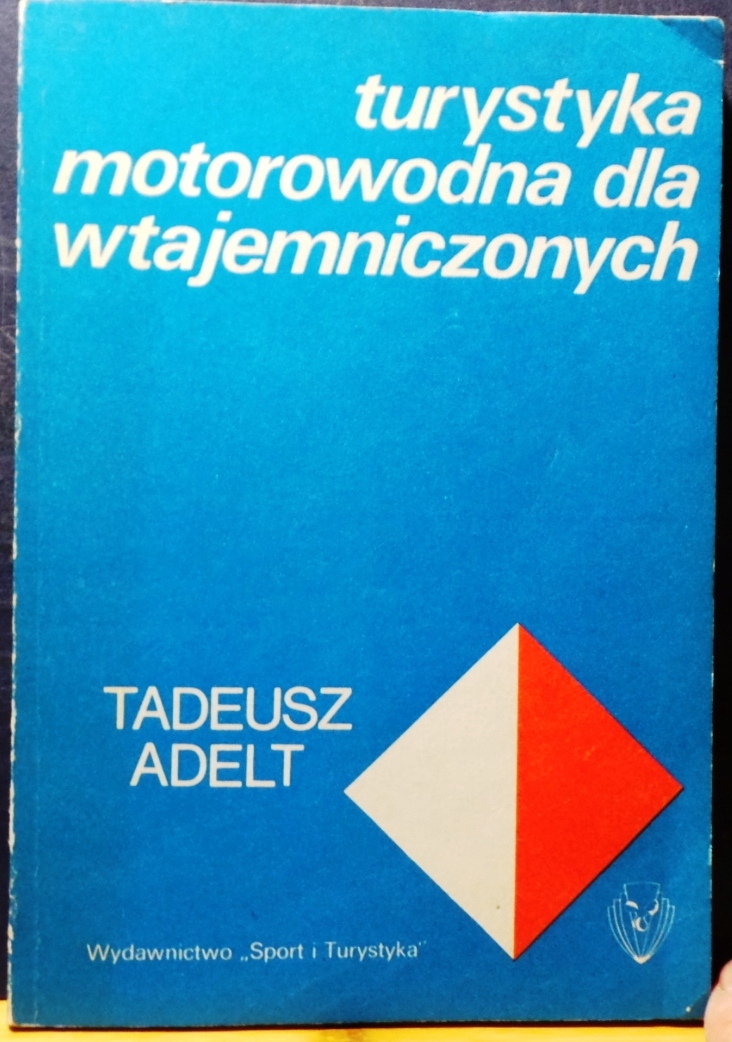 turystyka
motorowodna dla
wtajemniczonych
TADEUSZ
ADELT
Wydawnictwo „Sport i Turystyka”